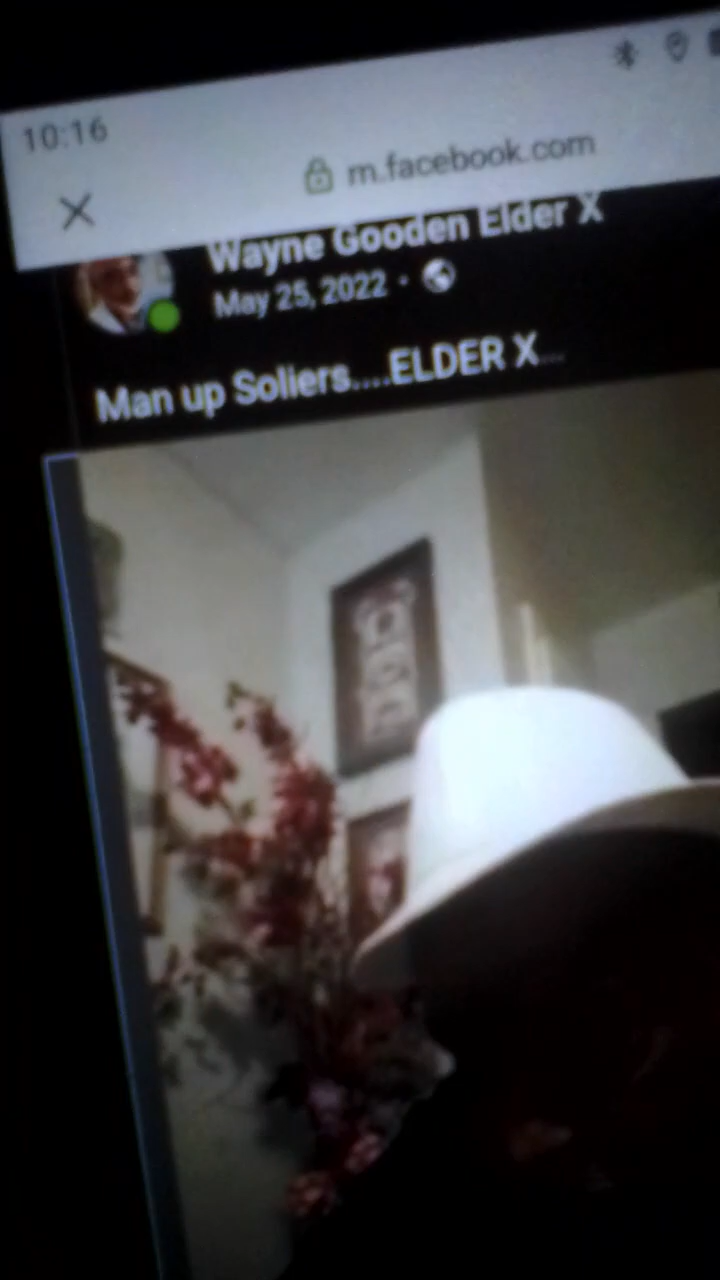 10:16
m.facebook.com
Wayne Gooden Elder X
May 25, 2022 ·
Man up Soliers....ELDER X...